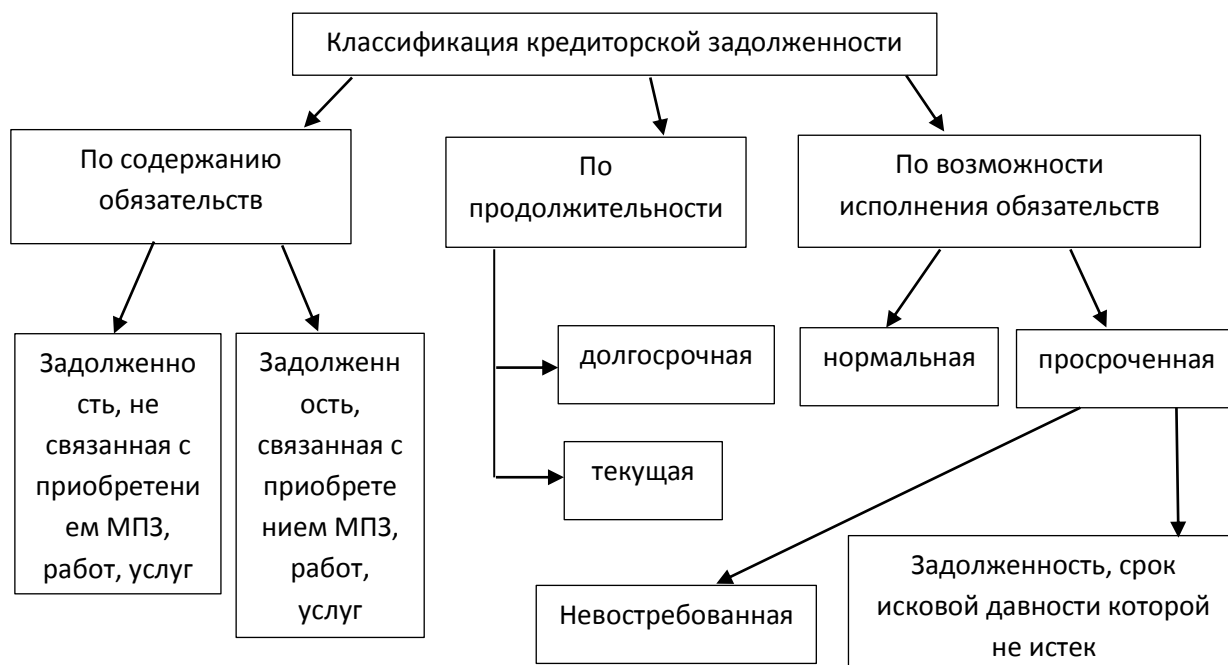 Классификация кредиторской задолженности
По содержанию
обязательств
По
продолжительности
По возможности
исполнения обязательств
Задолженно
сть, не
связанная с
приобретени
ем МПЗ,
работ, услуг
Задолженн
ость,
связанная с
приобрете
нием МПЗ,
работ,
услуг
долгосрочная
текущая
нормальная
просроченная
Невостребованная
Задолженность, срок
исковой давности которой
не истек